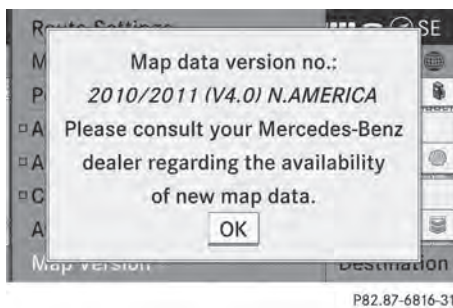 Route Settings
SE
Map data version no.:
2010/2011 (V4.0) N.AMERICA
Please consult your Mercedes-Benz
dealer regarding the availability
of new map data.
OK
Map Version
Destination
P82.87-6816-31